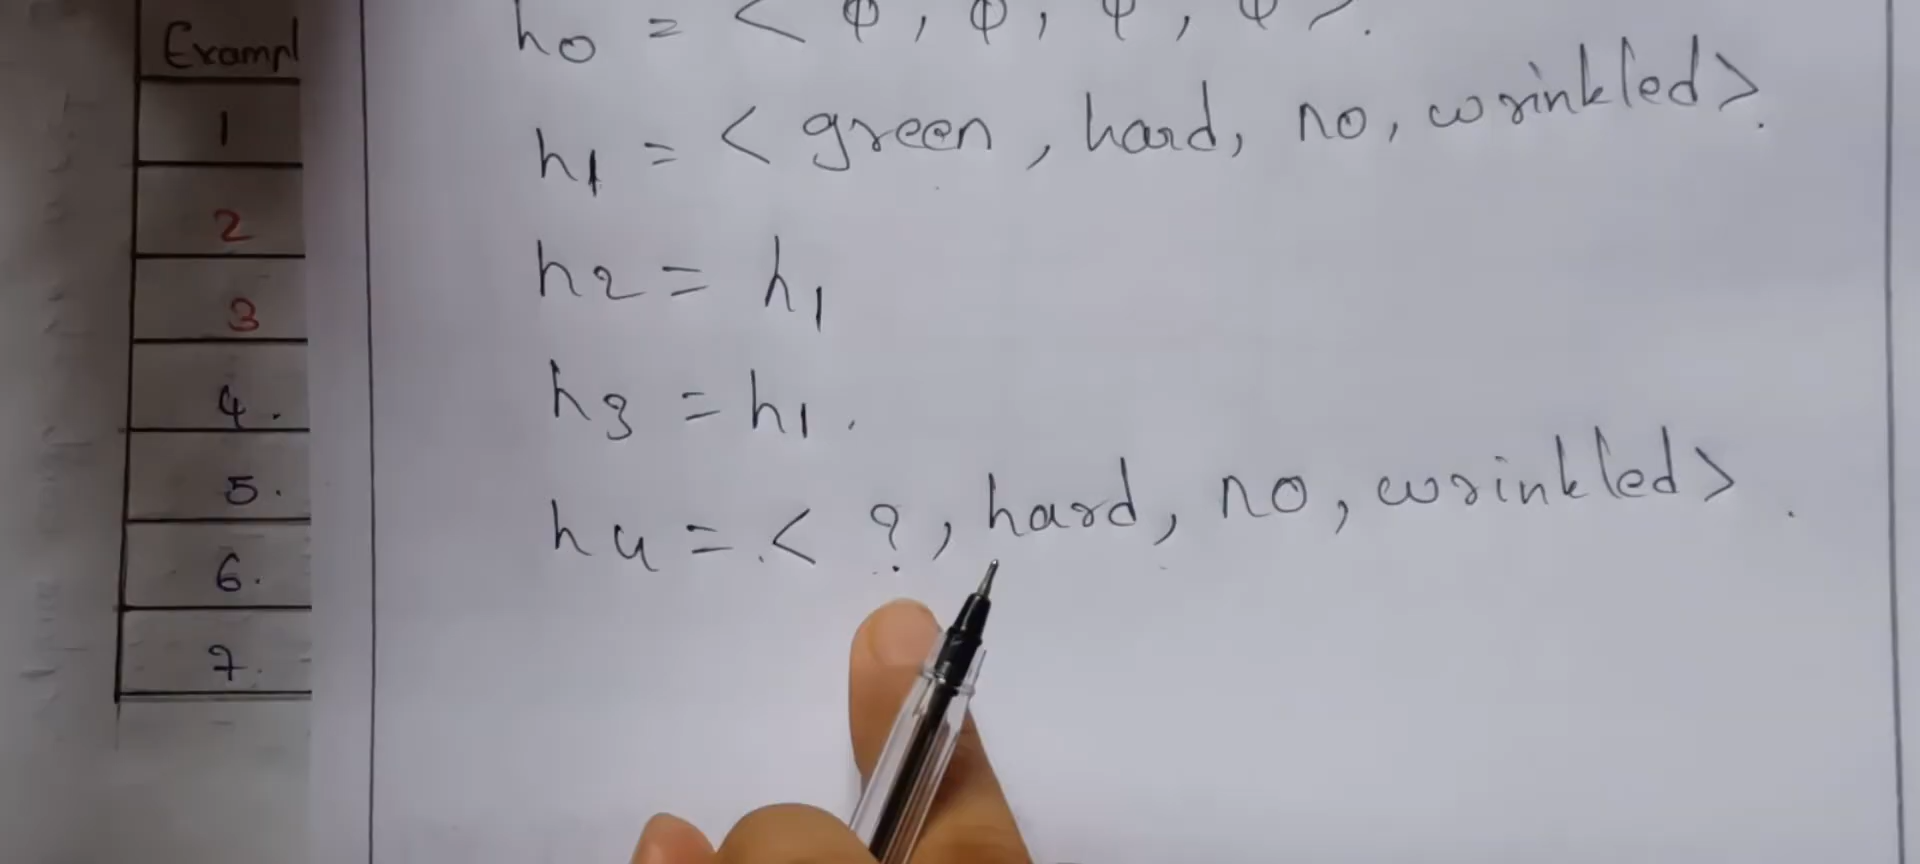 Exampl
1
2
3
4.
5.
6.
7.
h0 = < ϕ, ϕ, ϕ, ϕ >.
h1 = < green, hard, no, wrinkled>.
h2 = h1
h3 = h1.
h4 = < ?, hard, no, wrinkled> .